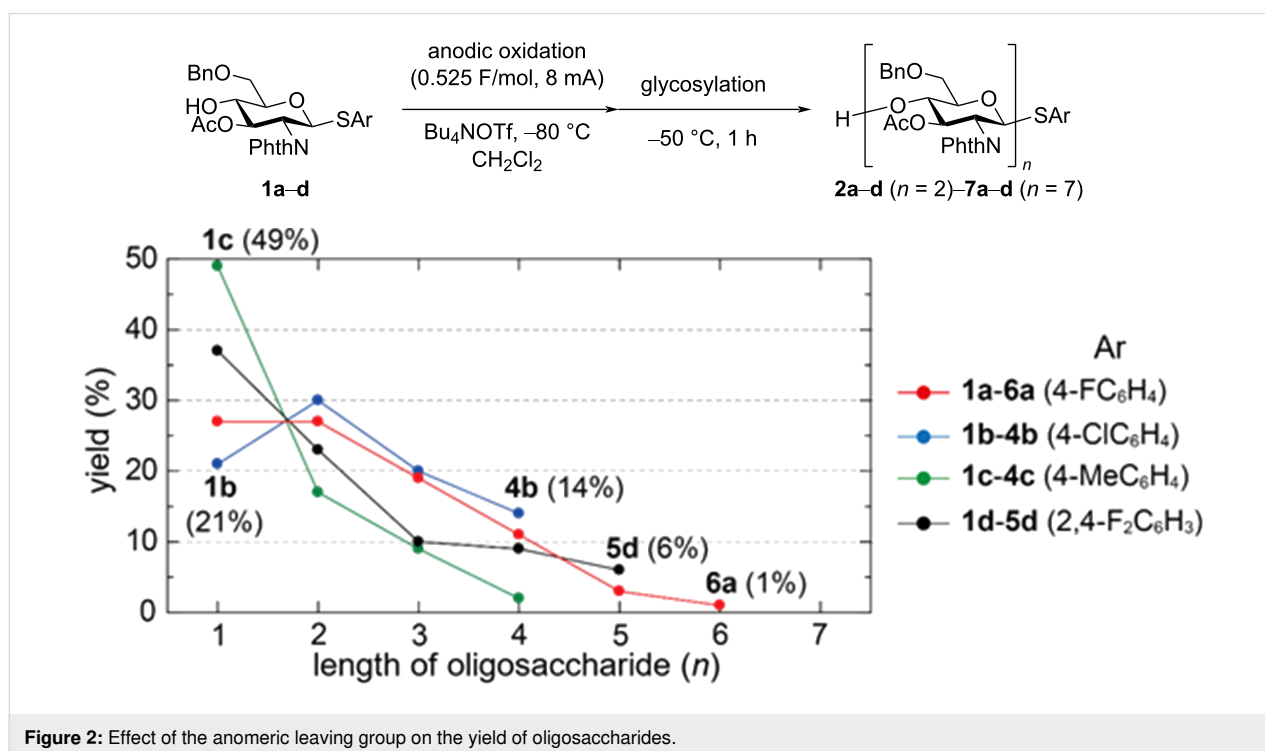 anodic oxidation
(0.525 F/mol, 8 mA)
Bu₄NOTf, –80 °C
CH₂Cl₂
glycosylation
–50 °C, 1 h
BnO
HO
AcO
O
SAr
PhthN
1a–d
H
BnO
O
AcO
O
SAr
PhthN
n
2a–d (n = 2)–7a–d (n = 7)
1c (49%)
1b
(21%)
4b (14%)
5d (6%)
6a (1%)
50
40
30
20
10
0
yield (%)
1 2 3 4 5 6 7
length of oligosaccharide (n)
Ar
1a-6a (4-FC₆H₄)
1b-4b (4-ClC₆H₄)
1c-4c (4-MeC₆H₄)
1d-5d (2,4-F₂C₆H₃)
Figure 2: Effect of the anomeric leaving group on the yield of oligosaccharides.